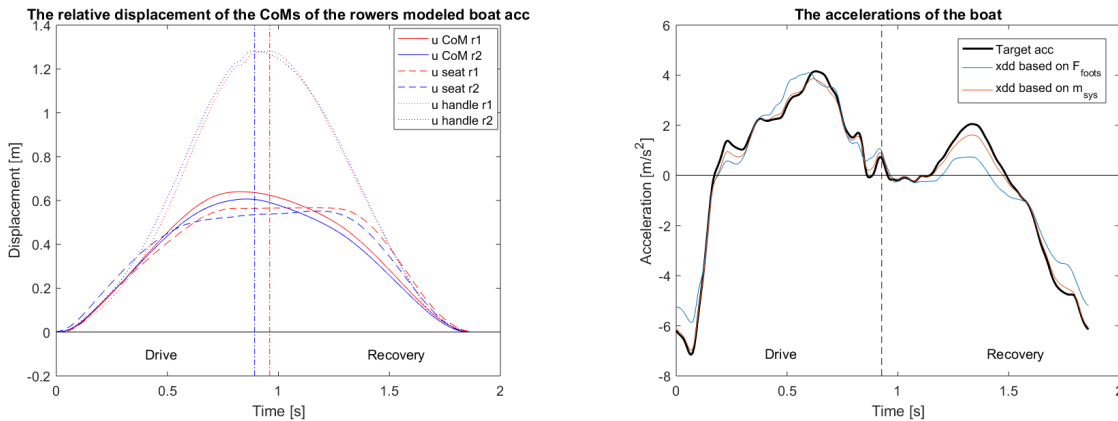 The relative displacement of the CoMs of the rowers modeled boat acc
1.4
1.2
1
0.8
0.6
0.4
0.2
0
-0.2
Displacement [m]
u CoM r1
u CoM r2
u seat r1
u seat r2
u handle r1
u handle r2
Drive
Recovery
0
0.5
1
1.5
2
Time [s]
The accelerations of the boat
6
4
2
0
-2
-4
-6
-8
Acceleration [m/s²]
Target acc
xdd based on F_foots
xdd based on m_sys
Drive
Recovery
0
0.5
1
1.5
2
Time [s]